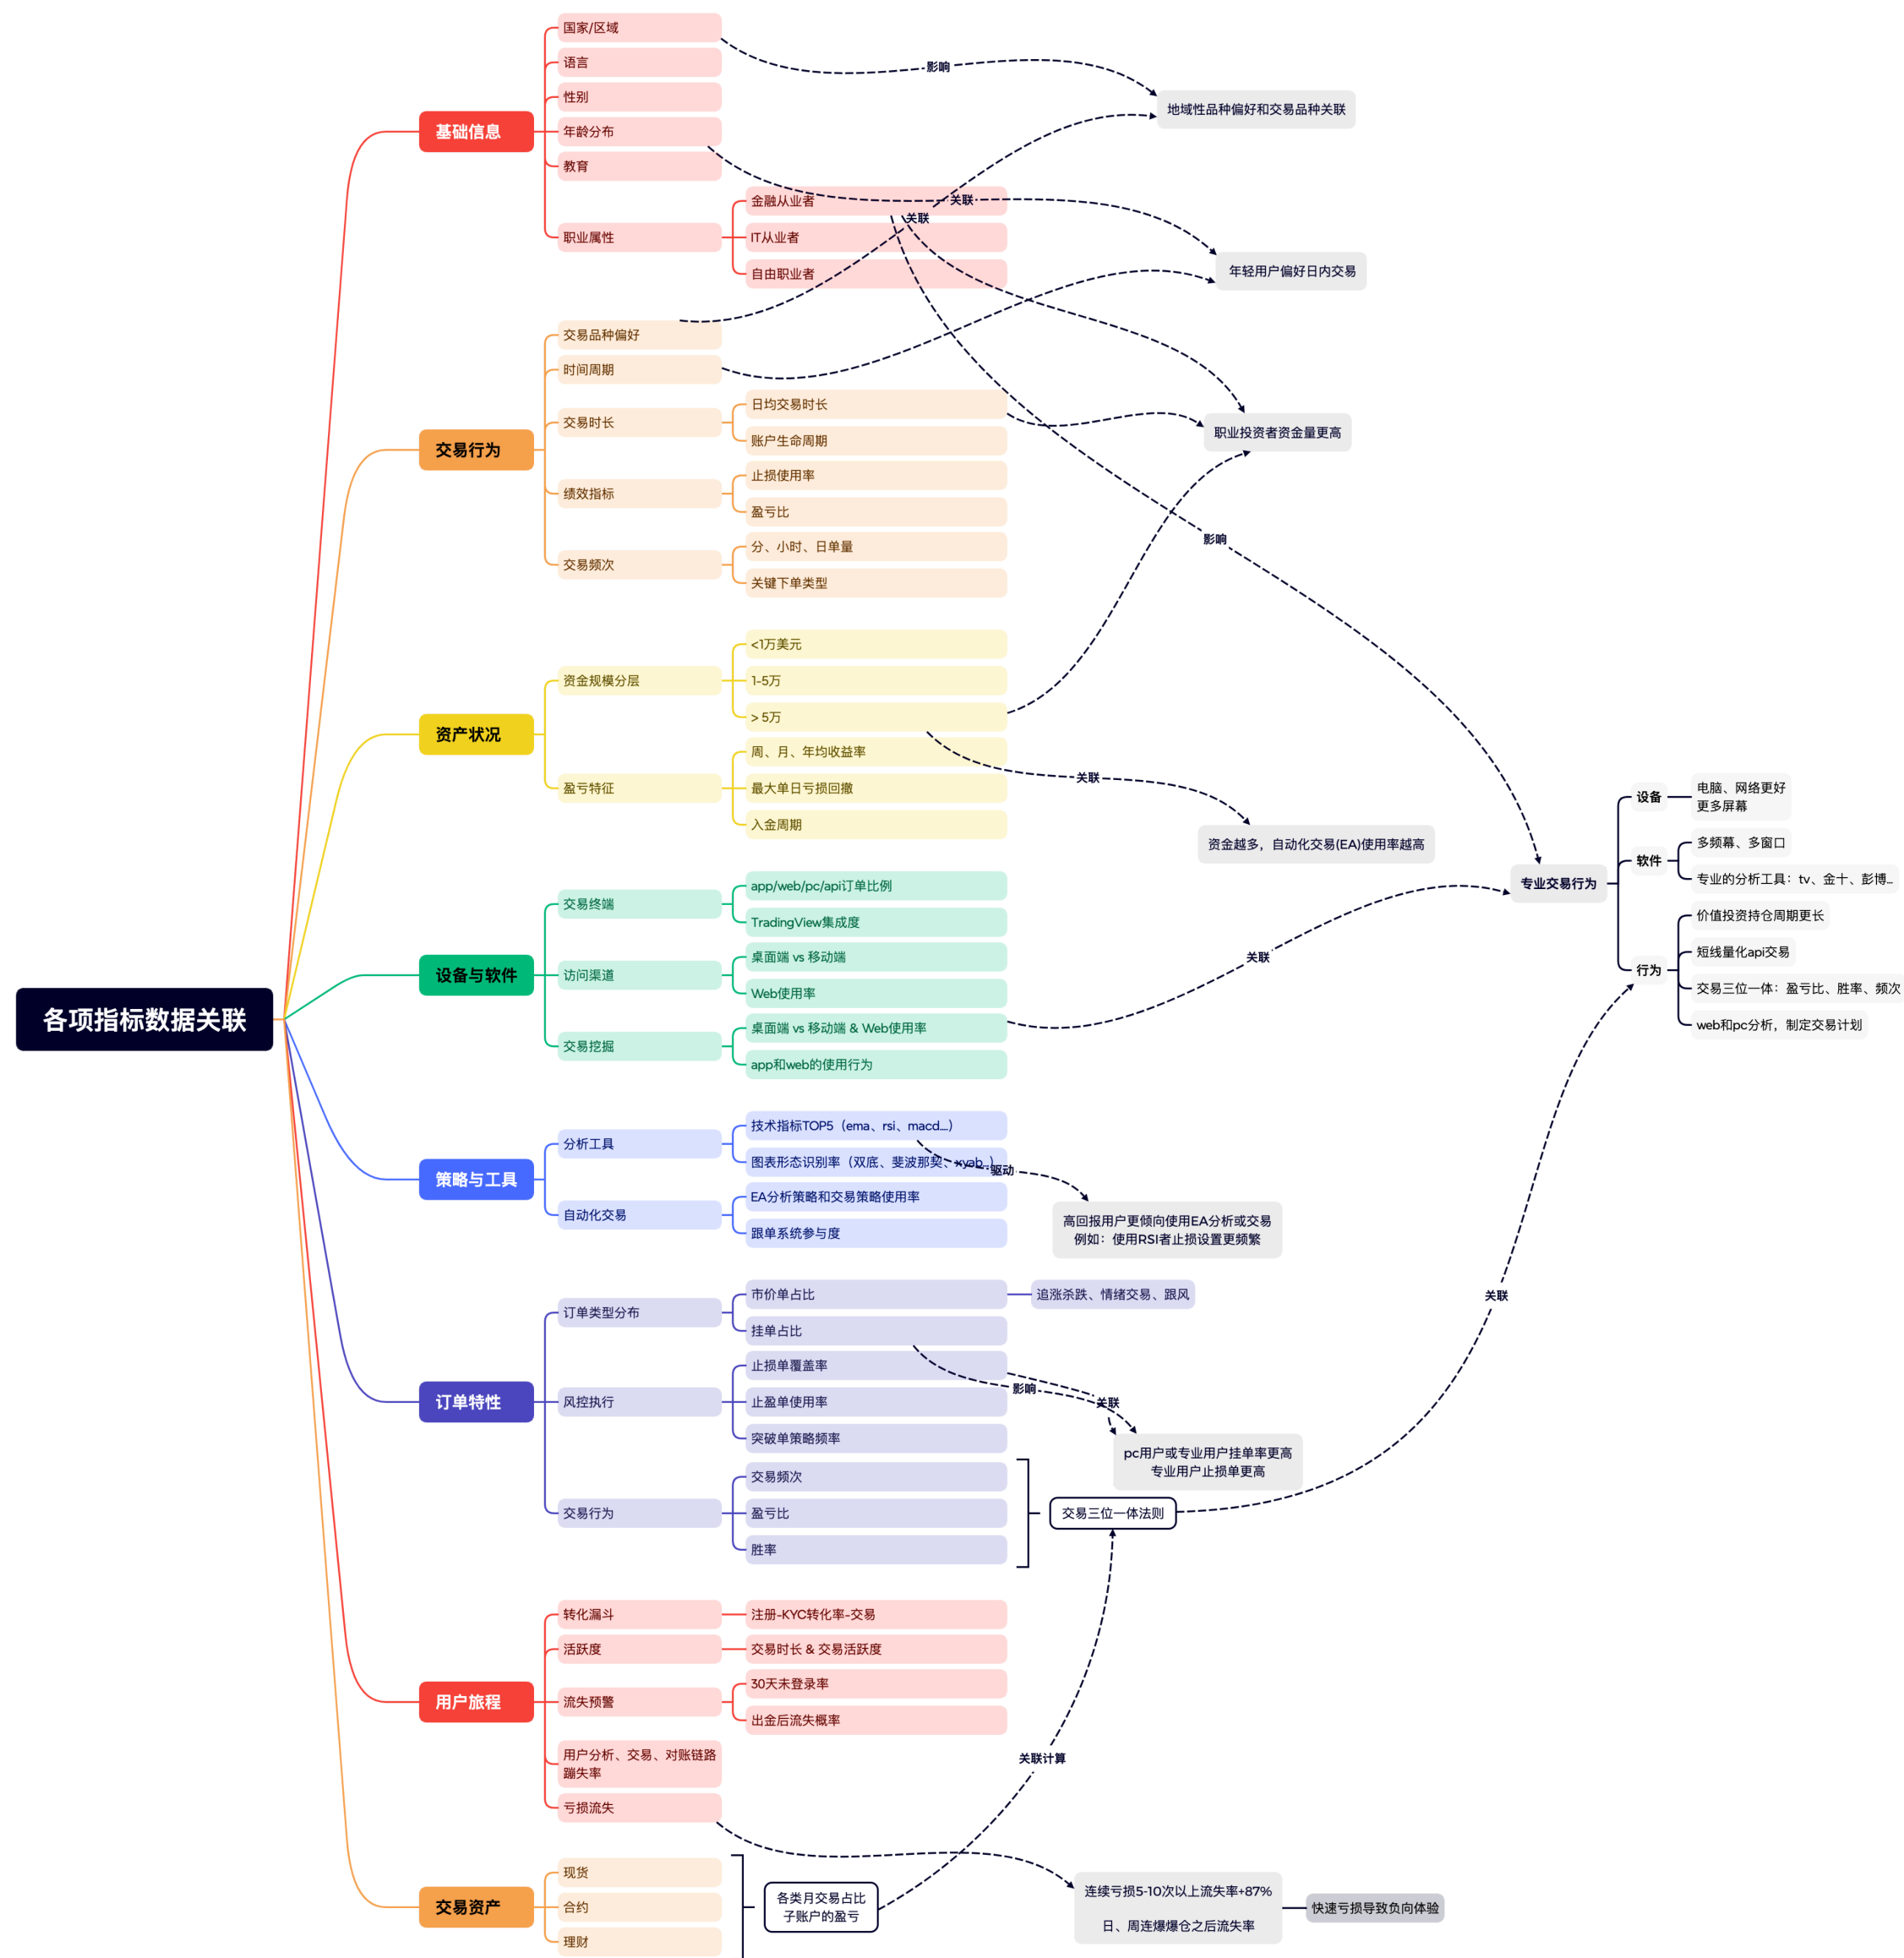 各项指标数据关联
基础信息
国家/区域
语言
性别
年龄分布
教育
职业属性
金融从业者
IT从业者
自由职业者
影响
关联
关联
地域性品种偏好和交易品种关联
年轻用户偏好日内交易
交易行为
交易品种偏好
时间周期
交易时长
日均交易时长
账户生命周期
绩效指标
止损使用率
盈亏比
交易频次
分、小时、日单量
关键下单类型
职业投资者资金量更高
影响
资产状况
资金规模分层
<1万美元
1-5万
> 5万
盈亏特征
周、月、年均收益率
最大单日亏损回撤
入金周期
关联
资金越多，自动化交易(EA)使用率越高
设备与软件
交易终端
app/web/pc/api订单比例
TradingView集成度
访问渠道
桌面端 vs 移动端
Web使用率
交易挖掘
桌面端 vs 移动端 & Web使用率
app和web的使用行为
关联
专业交易行为
设备
电脑、网络更好
更多屏幕
软件
多频幕、多窗口
专业的分析工具：tv、金十、彭博...
行为
价值投资持仓周期更长
短线量化api交易
交易三位一体：盈亏比、胜率、频次
web和pc分析，制定交易计划
策略与工具
分析工具
技术指标TOP5（ema、rsi、macd...）
图表形态识别率（双底、斐波那契、xyab..）
自动化交易
EA分析策略和交易策略使用率
跟单系统参与度
驱动
高回报用户更倾向使用EA分析或交易
例如：使用RSI者止损设置更频繁
订单特性
订单类型分布
市价单占比
追涨杀跌、情绪交易、跟风
挂单占比
风控执行
止损单覆盖率
止盈单使用率
突破单策略频率
影响
关联
pc用户或专业用户挂单率更高
专业用户止损单更高
交易行为
交易频次
盈亏比
胜率
交易三位一体法则
关联
用户旅程
转化漏斗
注册-KYC转化率-交易
活跃度
交易时长 & 交易活跃度
流失预警
30天未登录率
出金后流失概率
用户分析、交易、对账链路
蹦失率
亏损流失
关联计算
连续亏损5-10次以上流失率+87%
日、周连爆爆仓之后流失率
快速亏损导致负向体验
交易资产
现货
合约
理财
各类月交易占比
子账户的盈亏